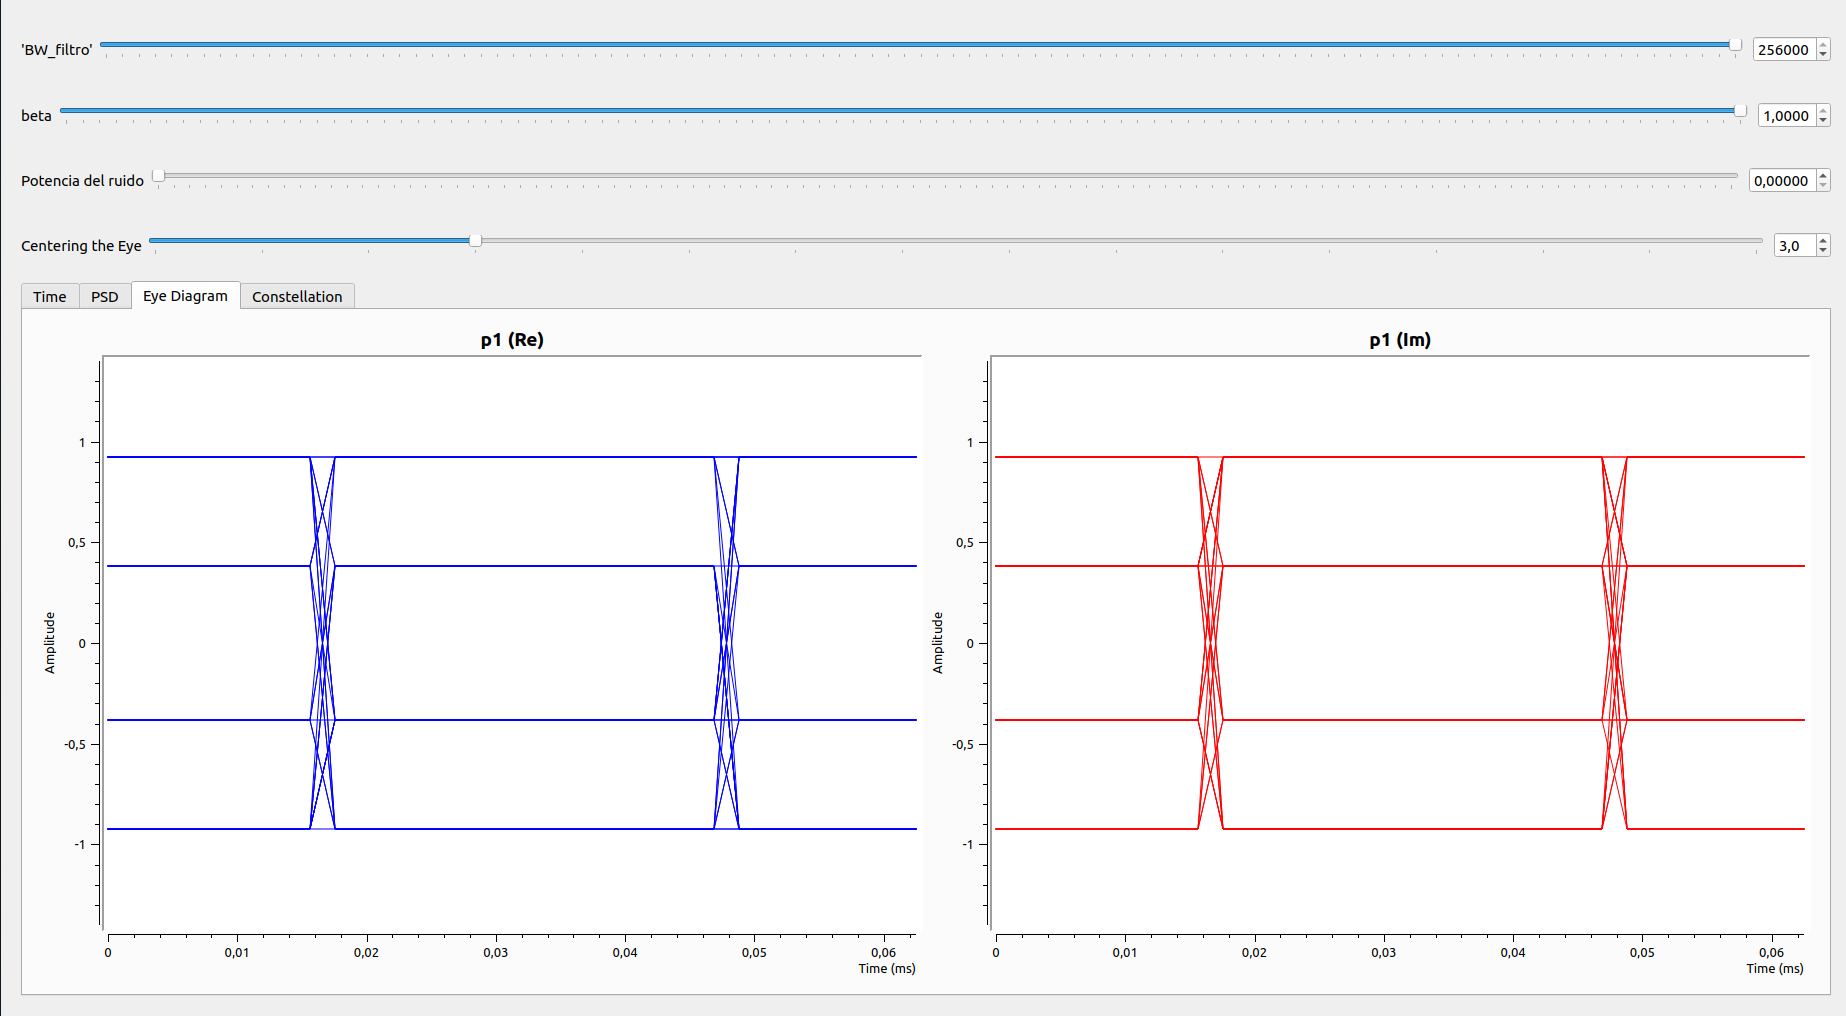 'BW_filtro' 256000
beta 1,0000
Potencia del ruido 0,00000
Centering the Eye 3,0
Time PSD Eye Diagram Constellation
p1 (Re)
1
0,5
0
-0,5
-1
Amplitude
0 0,01 0,02 0,03 0,04 0,05 0,06
Time (ms)
p1 (Im)
1
0,5
0
-0,5
-1
Amplitude
0 0,01 0,02 0,03 0,04 0,05 0,06
Time (ms)